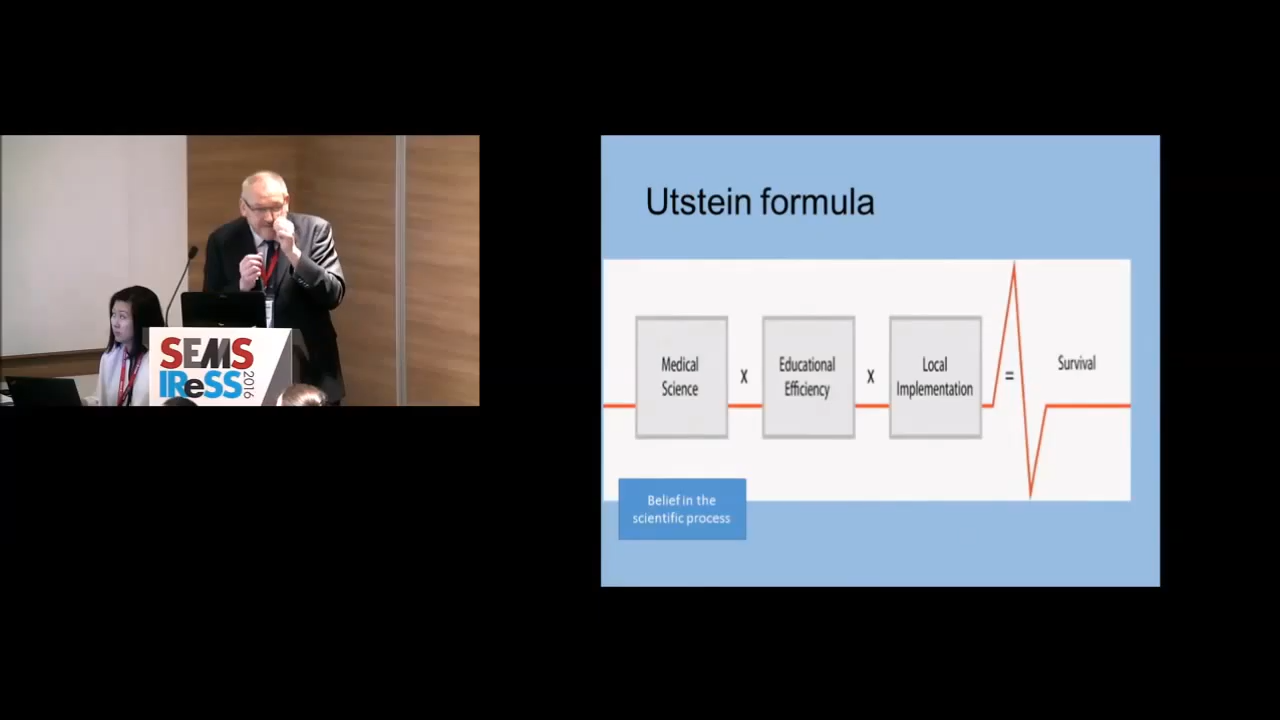 SEMS
IReSS
2016
Utstein formula
Medical
Science
x
Educational
Efficiency
x
Local
Implementation
=
Survival
Belief in the
scientific process